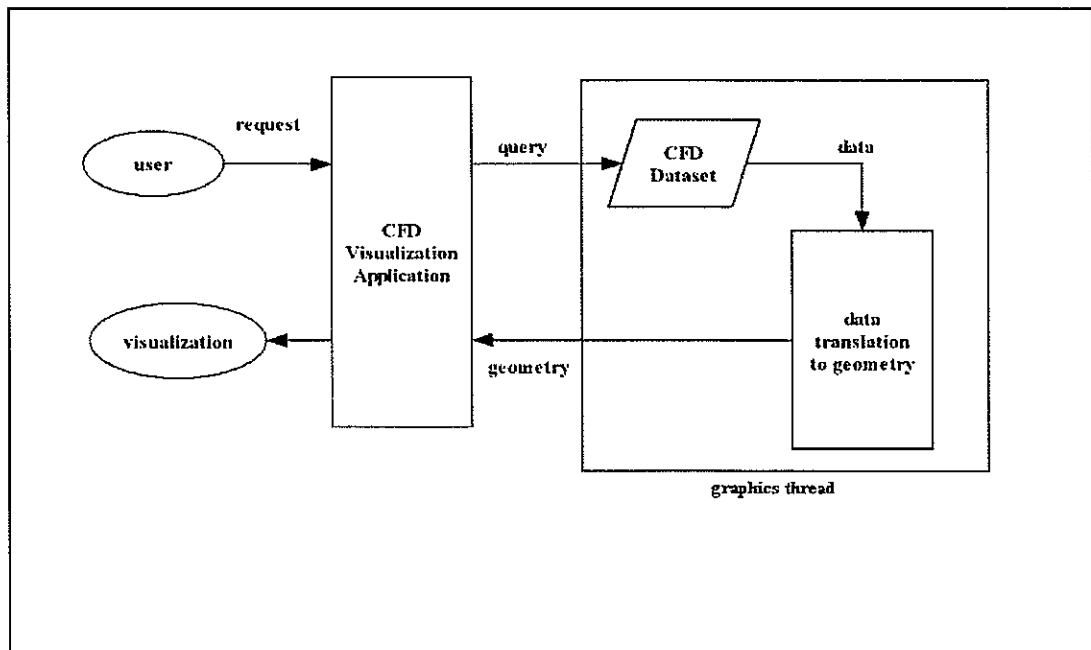 request
user
query
CFD
Dataset
data
CFD
Visualization
Application
visualization
geometry
data
translation
to geometry
graphics thread